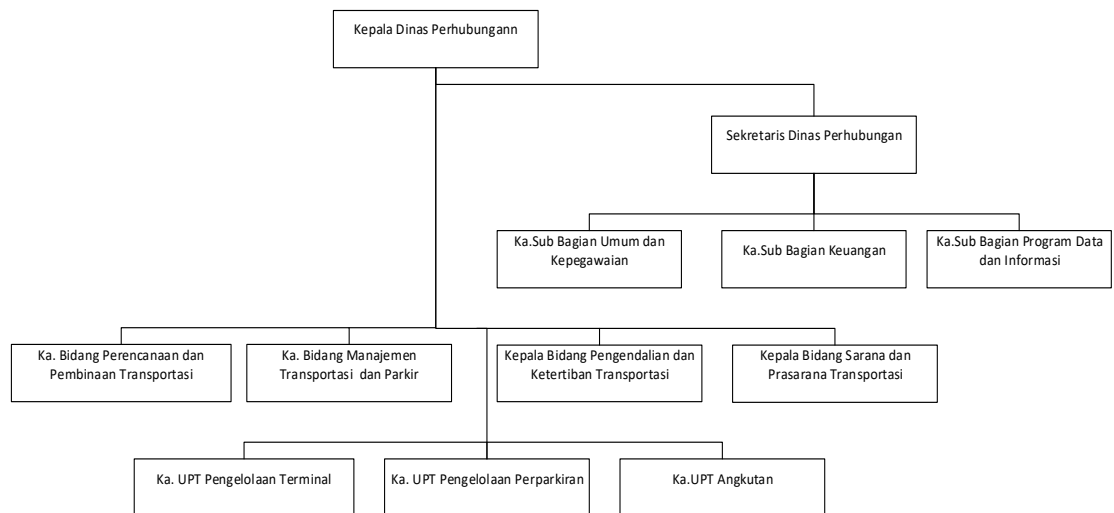 Kepala Dinas Perhubungann
Sekretaris Dinas Perhubungan
Ka.Sub Bagian Umum dan
Kepegawaian
Ka.Sub Bagian Keuangan
Ka.Sub Bagian Program Data
dan Informasi
Ka. Bidang Perencanaan dan
Pembinaan Transportasi
Ka. Bidang Manajemen
Transportasi dan Parkir
Kepala Bidang Pengendalian dan
Ketertiban Transportasi
Kepala Bidang Sarana dan
Prasarana Transportasi
Ka. UPT Pengelolaan Terminal
Ka. UPT Pengelolaan Perparkiran
Ka.UPT Angkutan